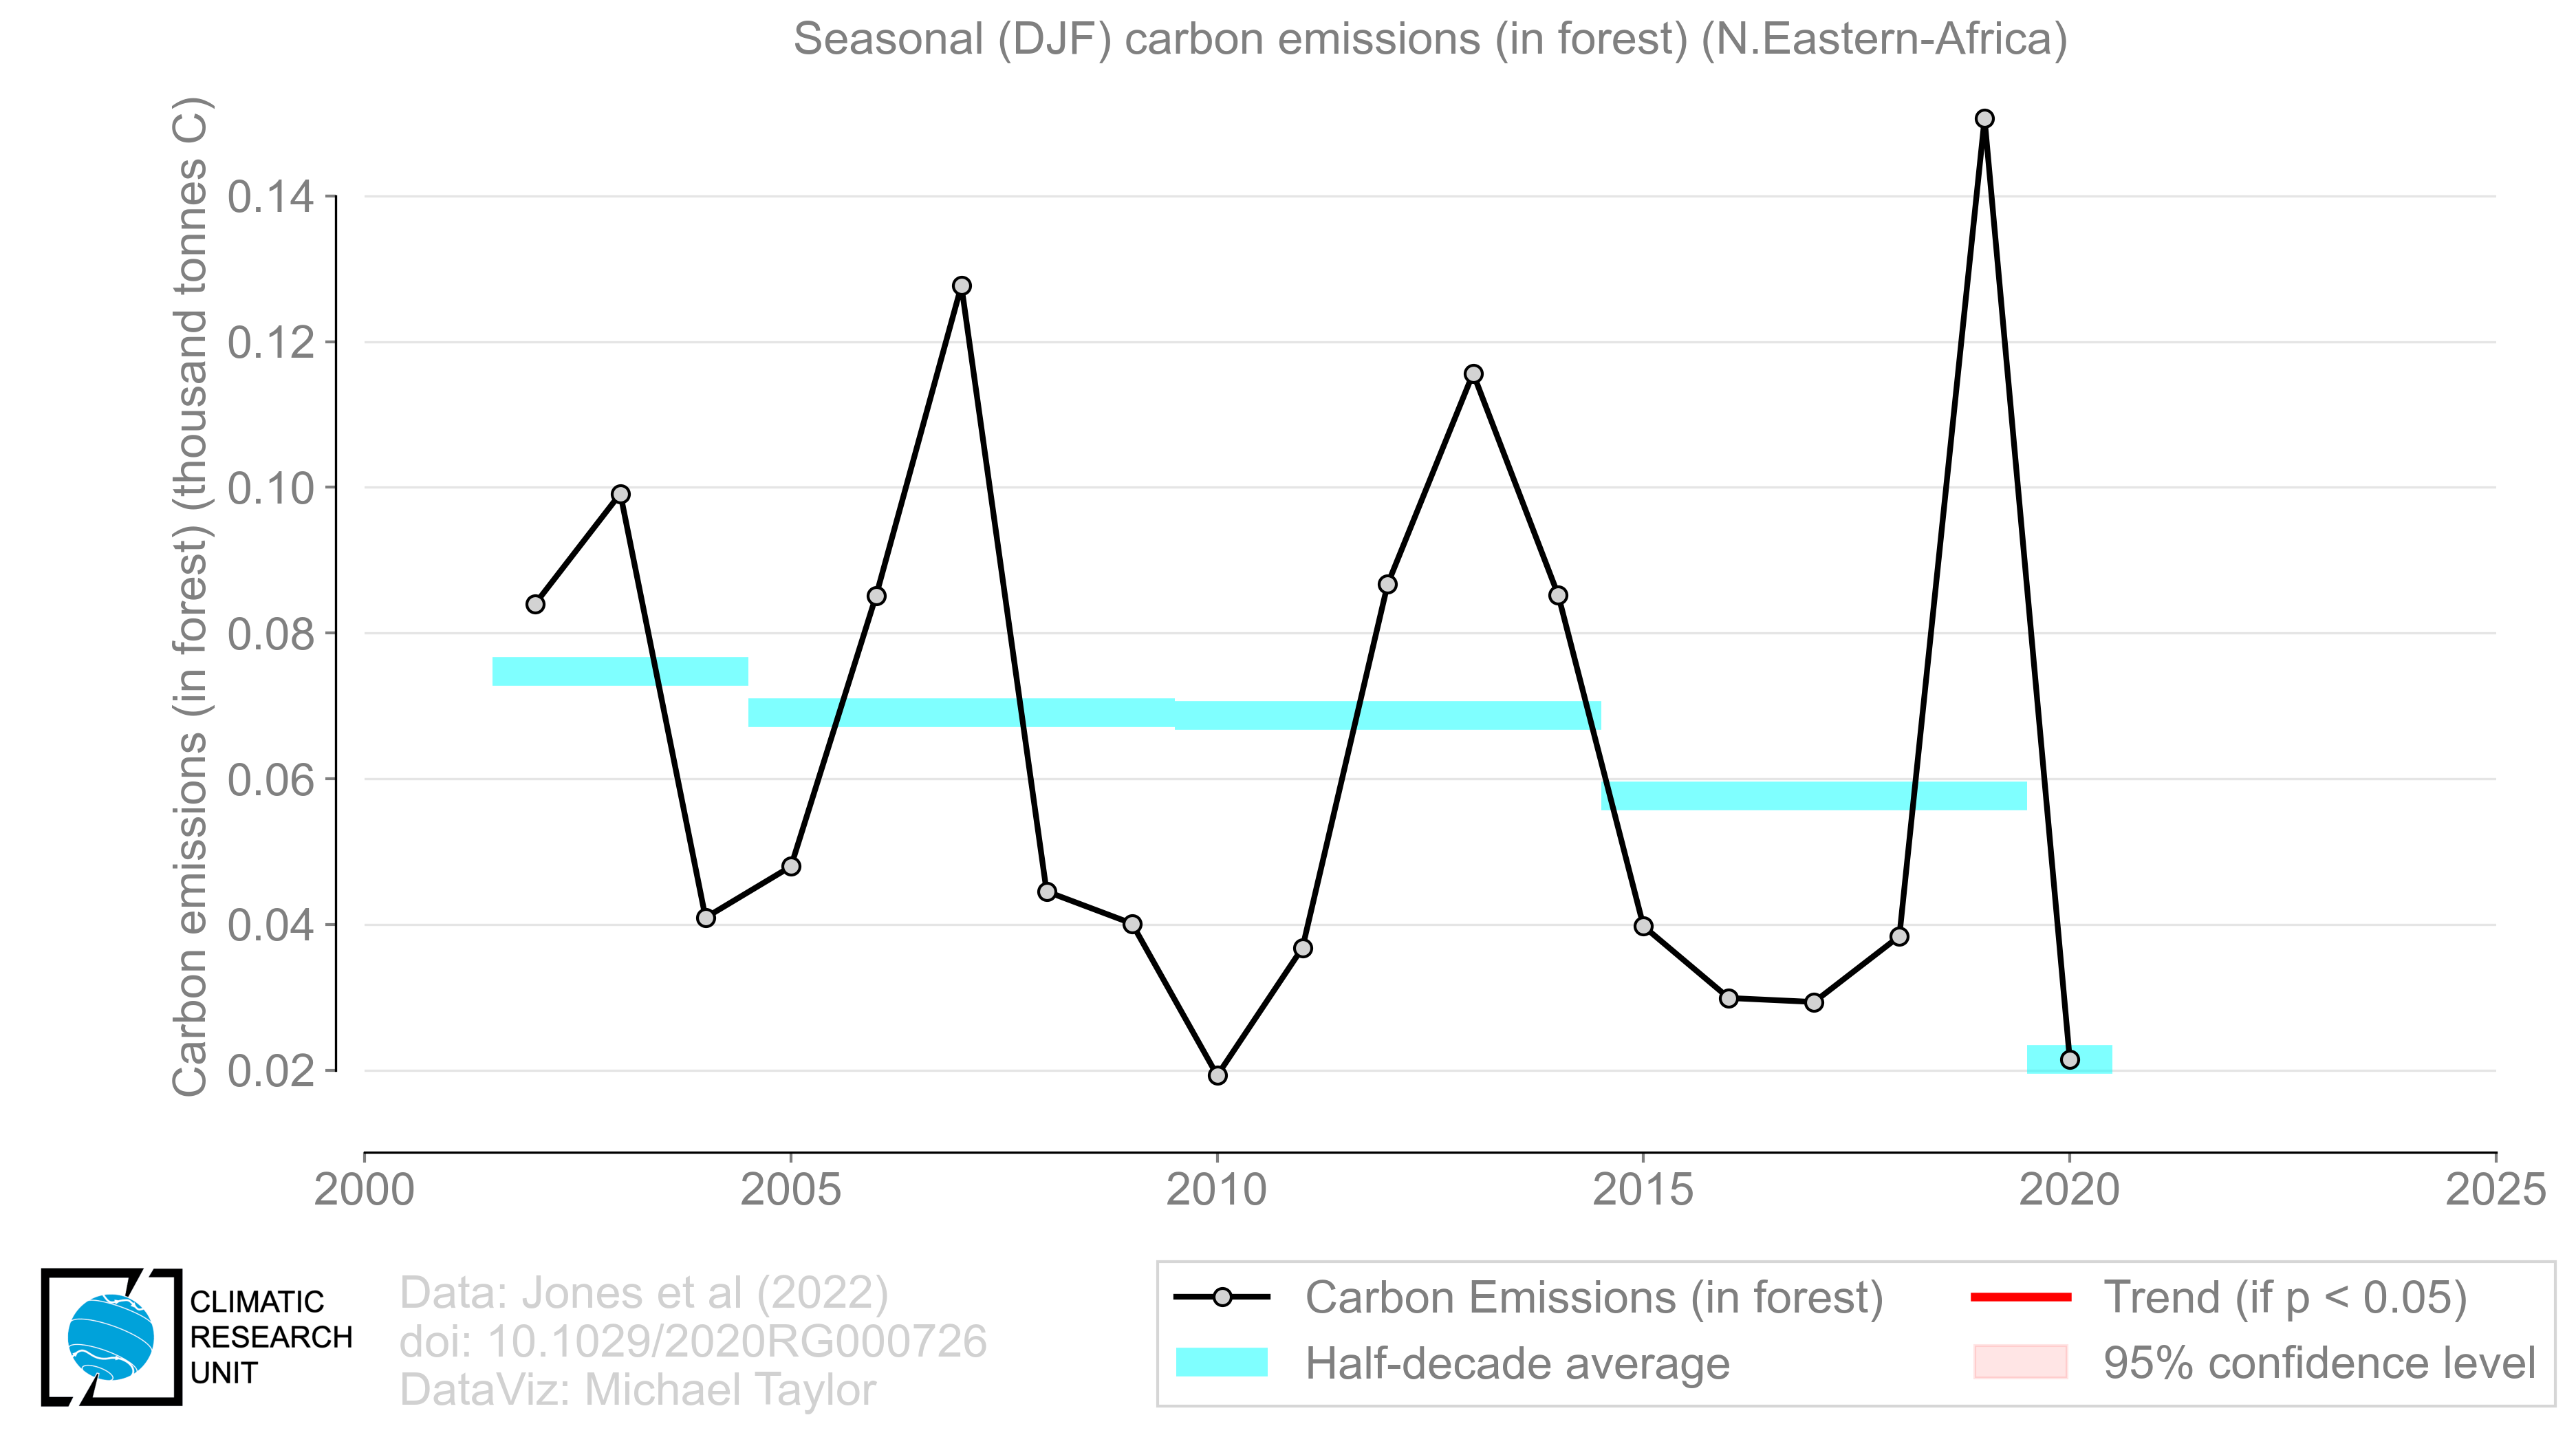 Seasonal (DJF) carbon emissions (in forest) (N.Eastern-Africa)
Carbon emissions (in forest) (thousand tonnes C)
0.14
0.12
0.10
0.08
0.06
0.04
0.02
2000
2005
2010
2015
2020
2025
CLIMATIC
RESEARCH
UNIT
Data: Jones et al (2022)
doi: 10.1029/2020RG000726
DataViz: Michael Taylor
Carbon Emissions (in forest)
Half-decade average
Trend (if p < 0.05)
95% confidence level